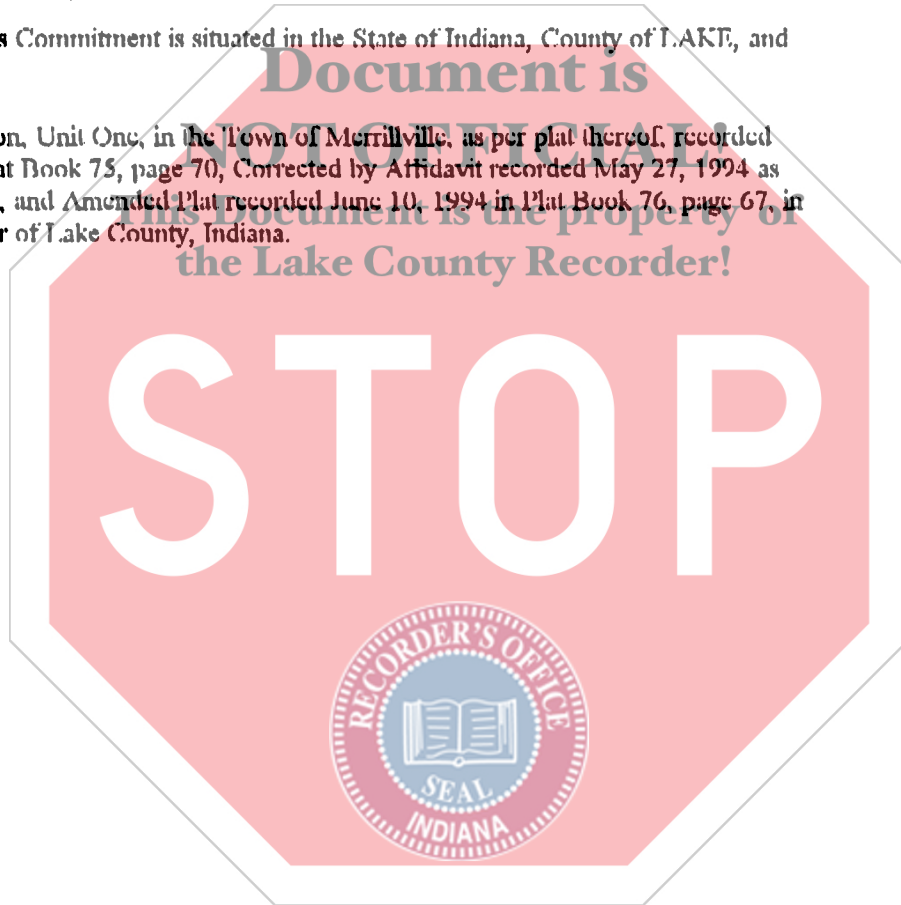 s Commitment is situated in the State of Indiana, County of LAKE, and
Document is
on, Unit One, in the Town of Merrillville, as per plat thereof, recorded
NOT OFFICIAL!
at Book 75, page 70, Corrected by Affidavit recorded May 27, 1994 as
, and Amended Plat recorded June 10, 1994 in Plat Book 76, page 67, in
This Document is the property of
r of Lake County, Indiana.
the Lake County Recorder!
STOP
RECORDER'S OFFICE
SEAL
INDIANA